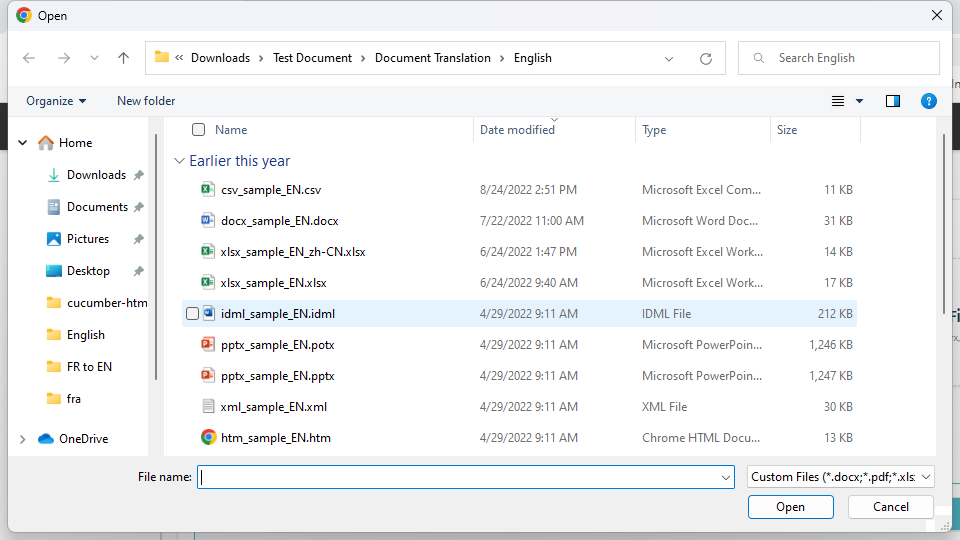 Open
« Downloads > Test Document > Document Translation > English
Search English
Organize
New folder
Home
Downloads
Documents
Pictures
Desktop
cucumber-htm
English
FR to EN
fra
OneDrive
Name Date modified Type Size
Earlier this year
csv_sample_EN.csv 8/24/2022 2:51 PM Microsoft Excel Com... 11 KB
docx_sample_EN.docx 7/22/2022 11:00 AM Microsoft Word Doc... 31 KB
xlsx_sample_EN_zh-CN.xlsx 6/24/2022 1:47 PM Microsoft Excel Work... 14 KB
xlsx_sample_EN.xlsx 6/24/2022 9:40 AM Microsoft Excel Work... 17 KB
idml_sample_EN.idml 4/29/2022 9:11 AM IDML File 212 KB
pptx_sample_EN.potx 4/29/2022 9:11 AM Microsoft PowerPoin... 1,246 KB
pptx_sample_EN.pptx 4/29/2022 9:11 AM Microsoft PowerPoin... 1,247 KB
xml_sample_EN.xml 4/29/2022 9:11 AM XML File 30 KB
htm_sample_EN.htm 4/29/2022 9:11 AM Chrome HTML Docu... 13 KB
File name:
Custom Files (*.docx;*.pdf;*.xls
Open
Cancel